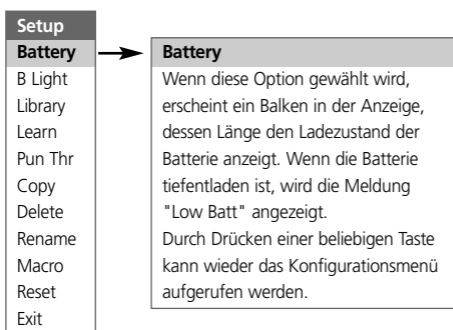 Setup
Battery
B Light
Library
Learn
Pun Thr
Copy
Delete
Rename
Macro
Reset
Exit
Battery
Wenn diese Option gewählt wird,
erscheint ein Balken in der Anzeige,
dessen Länge den Ladezustand der
Batterie anzeigt. Wenn die Batterie
tiefentladen ist, wird die Meldung
"Low Batt" angezeigt.
Durch Drücken einer beliebigen Taste
kann wieder das Konfigurationsmenü
aufgerufen werden.